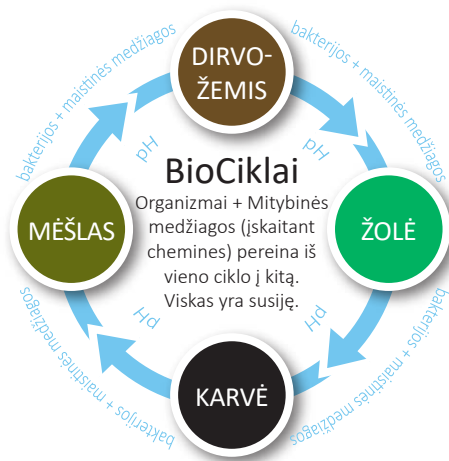 DIRVO-
ŽEMIS
bakterijos + maistinės medžiagos
bakterijos + maistinės medžiagos
pH
pH
BioCiklai
Organizmai + Mitybinės
medžiagos (įskaitant
chemines) pereina iš
vieno ciklo į kitą.
Viskas yra susiję.
MĖŠLAS
ŽOLĖ
pH
pH
bakterijos + maistinės medžiagos
bakterijos + maistinės medžiagos
KARVĖ